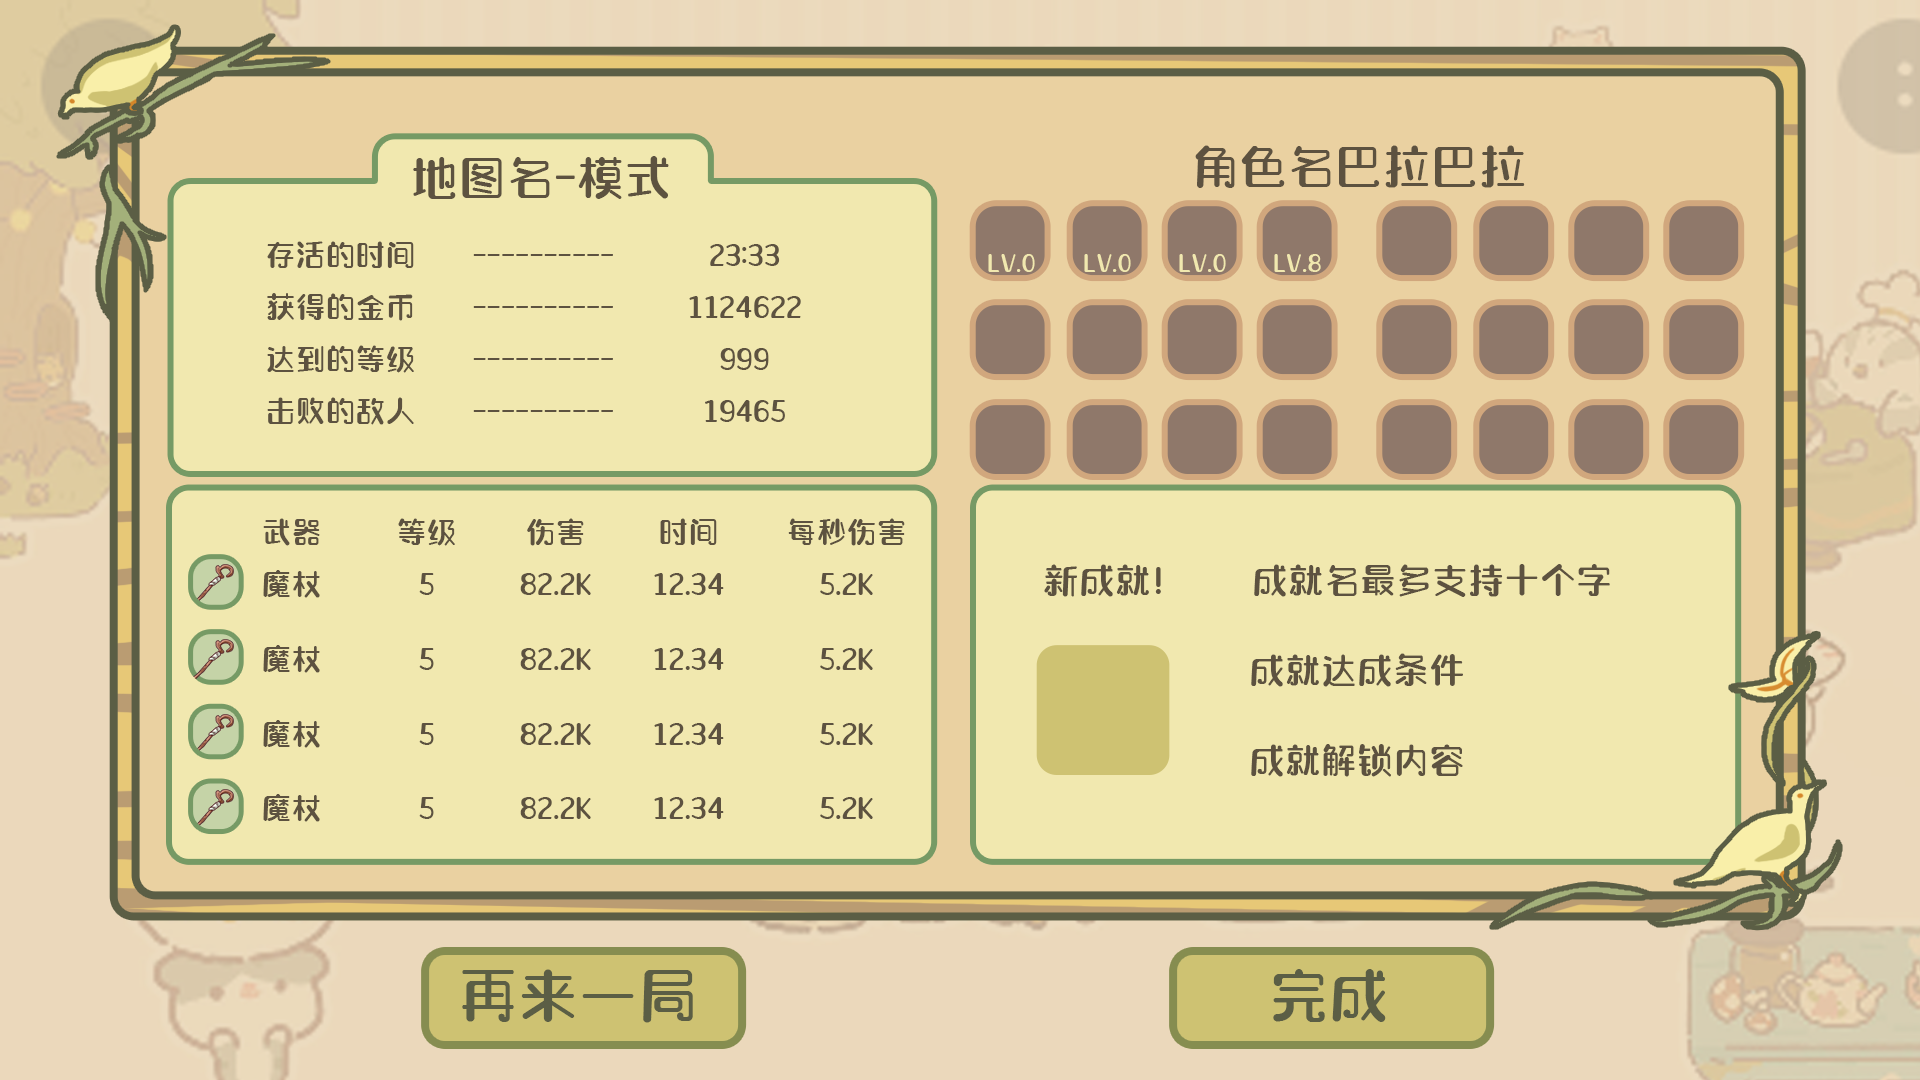 地图名-模式
存活的时间 ---------- 23:33
获得的金币 ---------- 1124622
达到的等级 ---------- 999
击败的敌人 ---------- 19465
角色名巴拉巴拉
LV.0 LV.0 LV.0 LV.8
武器 等级 伤害 时间 每秒伤害
魔杖 5 82.2K 12.34 5.2K
魔杖 5 82.2K 12.34 5.2K
魔杖 5 82.2K 12.34 5.2K
魔杖 5 82.2K 12.34 5.2K
新成就! 成就名最多支持十个字
成就达成条件
成就解锁内容
再来一局 完成